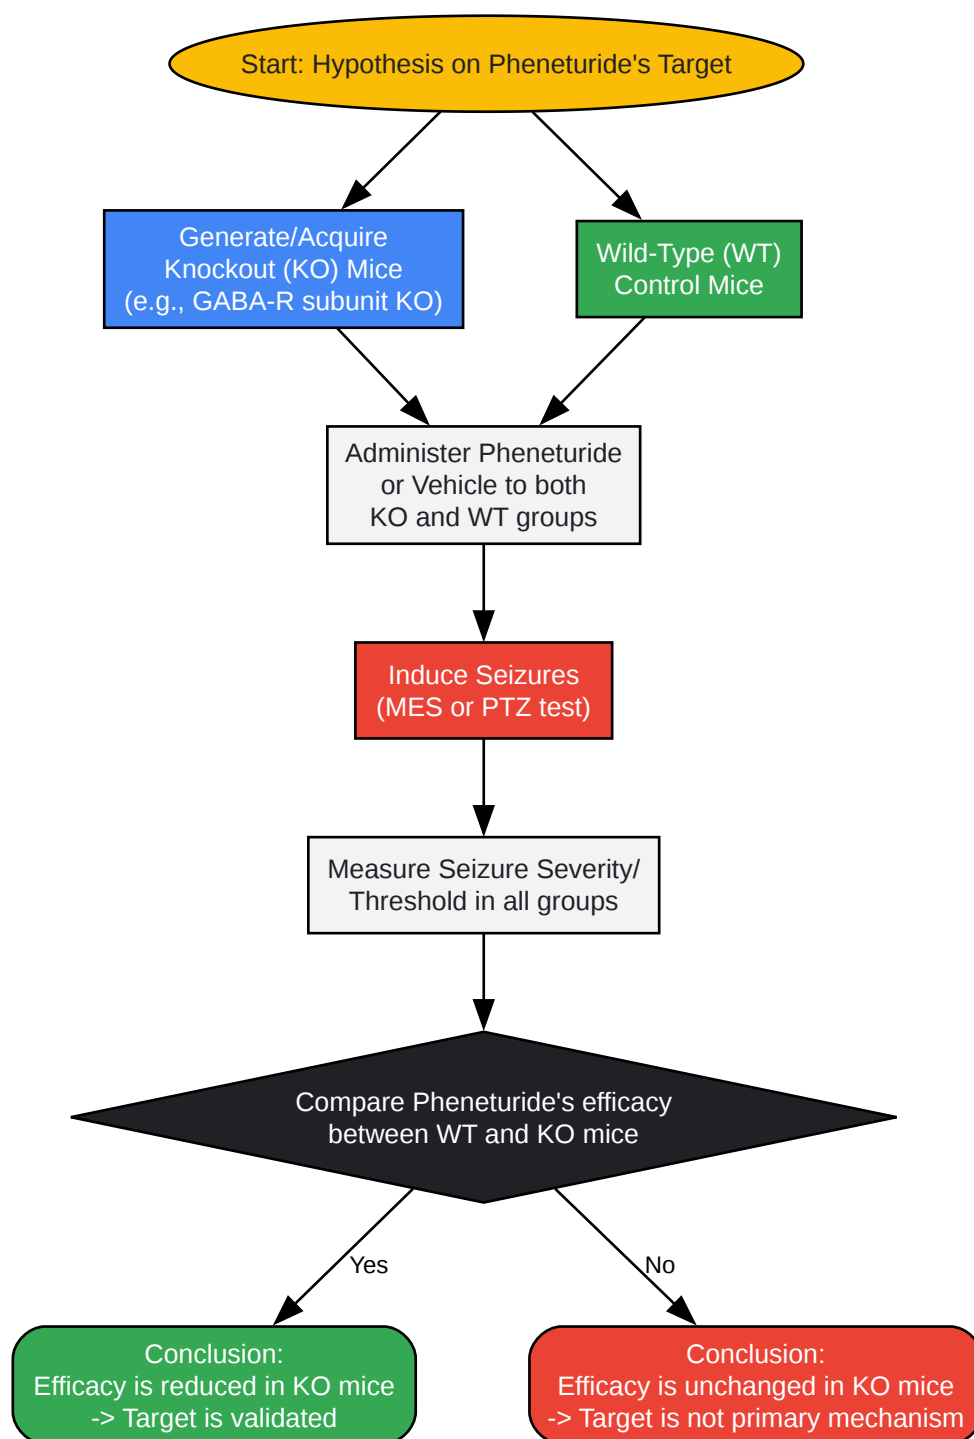 Start: Hypothesis on Pheneturide's Target
Generate/Acquire
Knockout (KO) Mice
(e.g., GABA-R subunit KO)
Wild-Type (WT)
Control Mice
Administer Pheneturide
or Vehicle to both
KO and WT groups
Induce Seizures
(MES or PTZ test)
Measure Seizure Severity/
Threshold in all groups
Compare Pheneturide's efficacy
between WT and KO mice
Yes
No
Conclusion:
Efficacy is reduced in KO mice
-> Target is validated
Conclusion:
Efficacy is unchanged in KO mice
-> Target is not primary mechanism